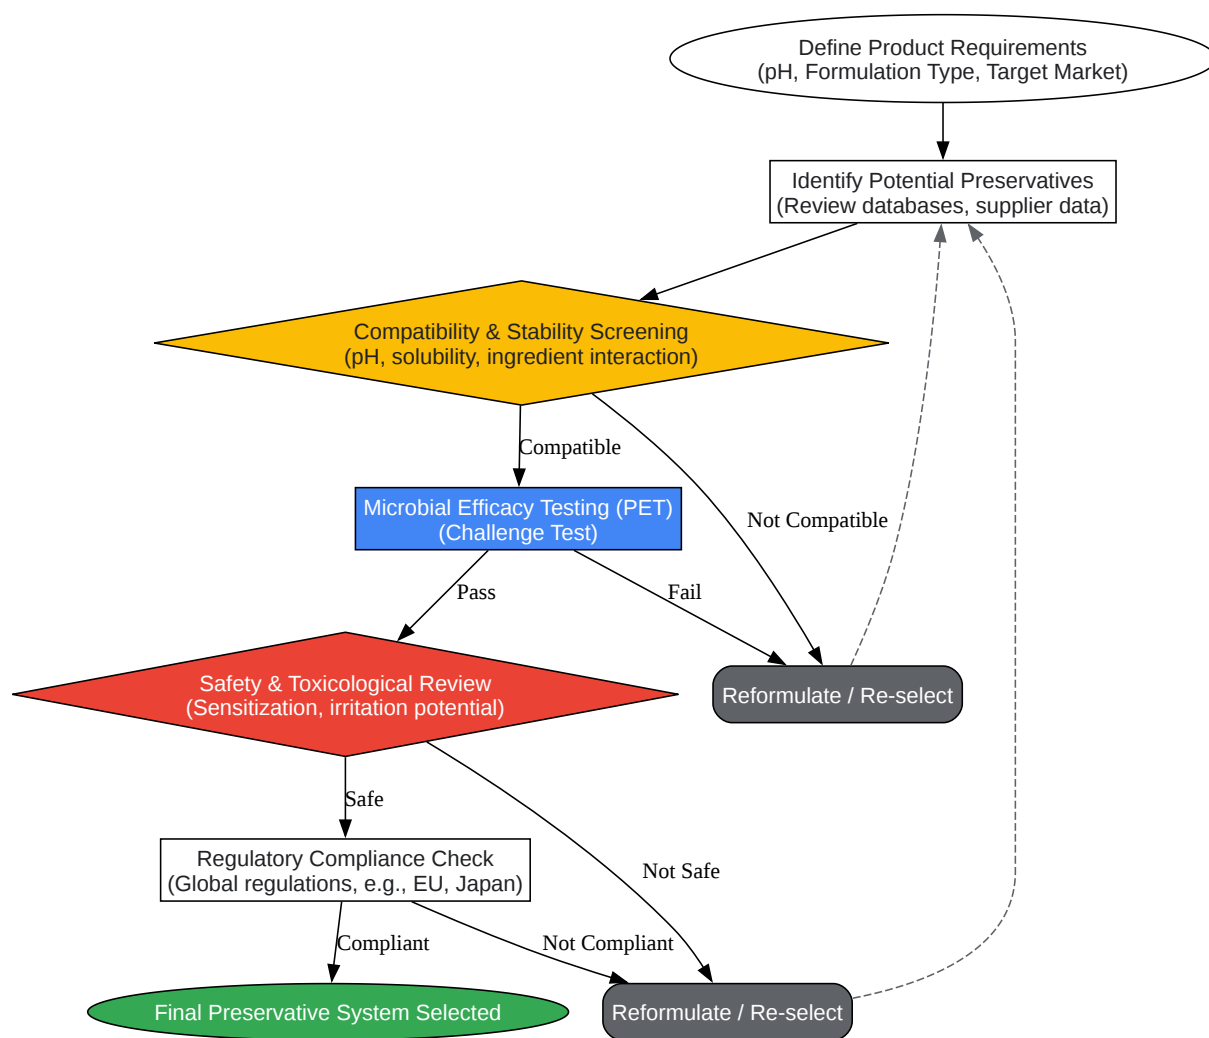 Define Product Requirements
(pH, Formulation Type, Target Market)
Identify Potential Preservatives
(Review databases, supplier data)
Compatibility & Stability Screening
(pH, solubility, ingredient interaction)
Compatible
Not Compatible
Microbial Efficacy Testing (PET)
(Challenge Test)
Pass
Fail
Reformulate / Re-select
Safety & Toxicological Review
(Sensitization, irritation potential)
Safe
Not Safe
Regulatory Compliance Check
(Global regulations, e.g., EU, Japan)
Compliant
Not Compliant
Final Preservative System Selected
Reformulate / Re-select